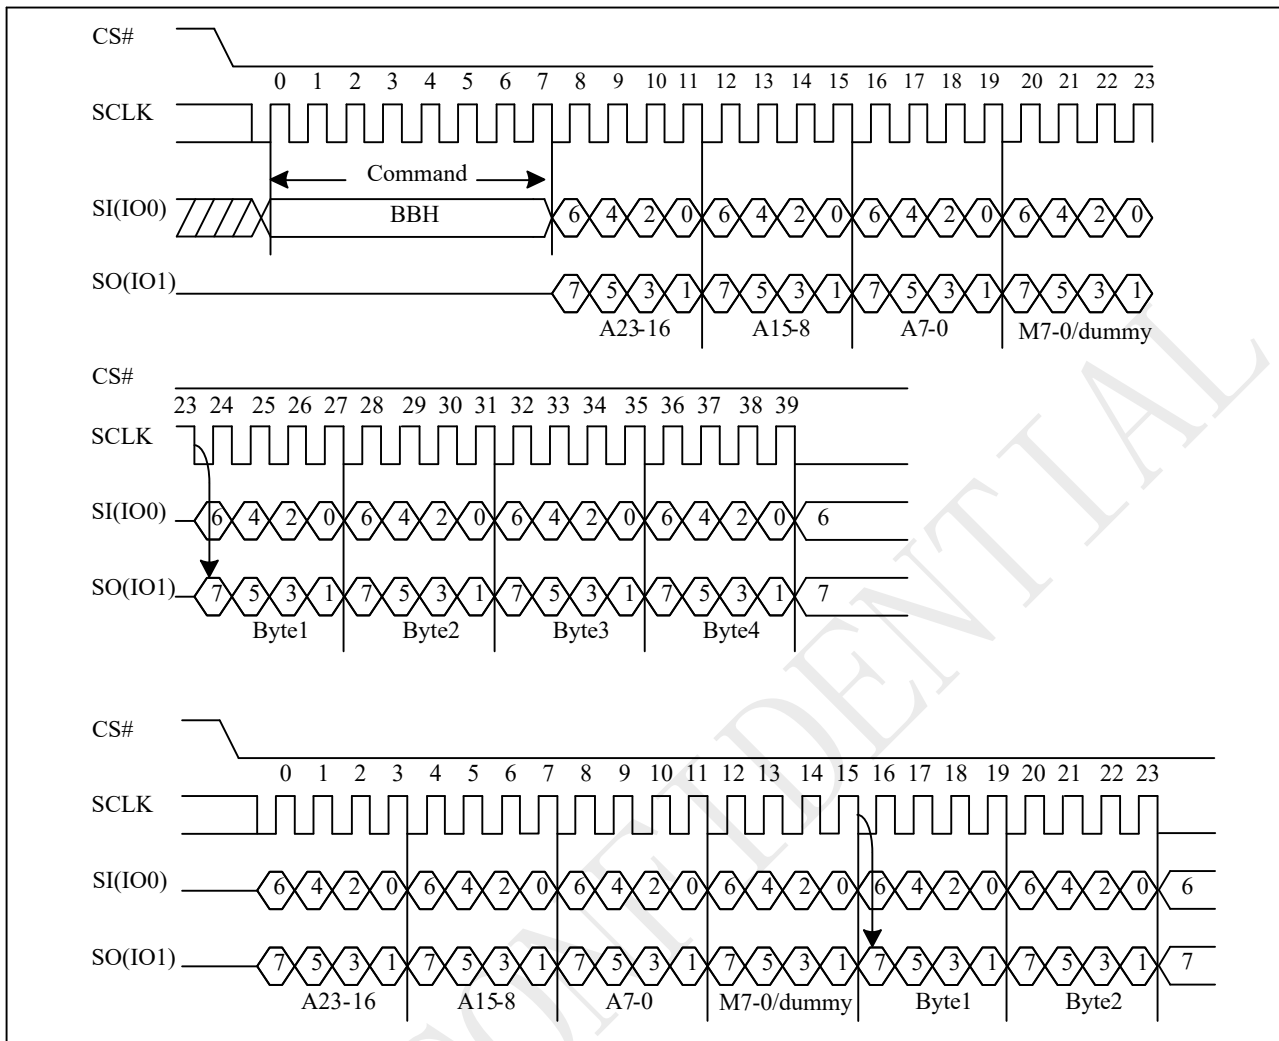 CS#
0 1 2 3 4 5 6 7 8 9 10 11 12 13 14 15 16 17 18 19 20 21 22 23
SCLK
Command
SI(IO0) BBH 6 4 2 0 6 4 2 0 6 4 2 0 6 4 2 0
SO(IO1) 7 5 3 1 7 5 3 1 7 5 3 1 7 5 3 1
A23-16 A15-8 A7-0 M7-0/dummy
CS#
23 24 25 26 27 28 29 30 31 32 33 34 35 36 37 38 39
SCLK
SI(IO0) 6 4 2 0 6 4 2 0 6 4 2 0 6 4 2 0 6
SO(IO1) 7 5 3 1 7 5 3 1 7 5 3 1 7 5 3 1 7
Byte1 Byte2 Byte3 Byte4
CS#
0 1 2 3 4 5 6 7 8 9 10 11 12 13 14 15 16 17 18 19 20 21 22 23
SCLK
SI(IO0) 6 4 2 0 6 4 2 0 6 4 2 0 6 4 2 0 6 4 2 0 6 4 2 0 6
SO(IO1) 7 5 3 1 7 5 3 1 7 5 3 1 7 5 3 1 7 5 3 1 7 5 3 1 7
A23-16 A15-8 A7-0 M7-0/dummy Byte1 Byte2
CONFIDENTIAL